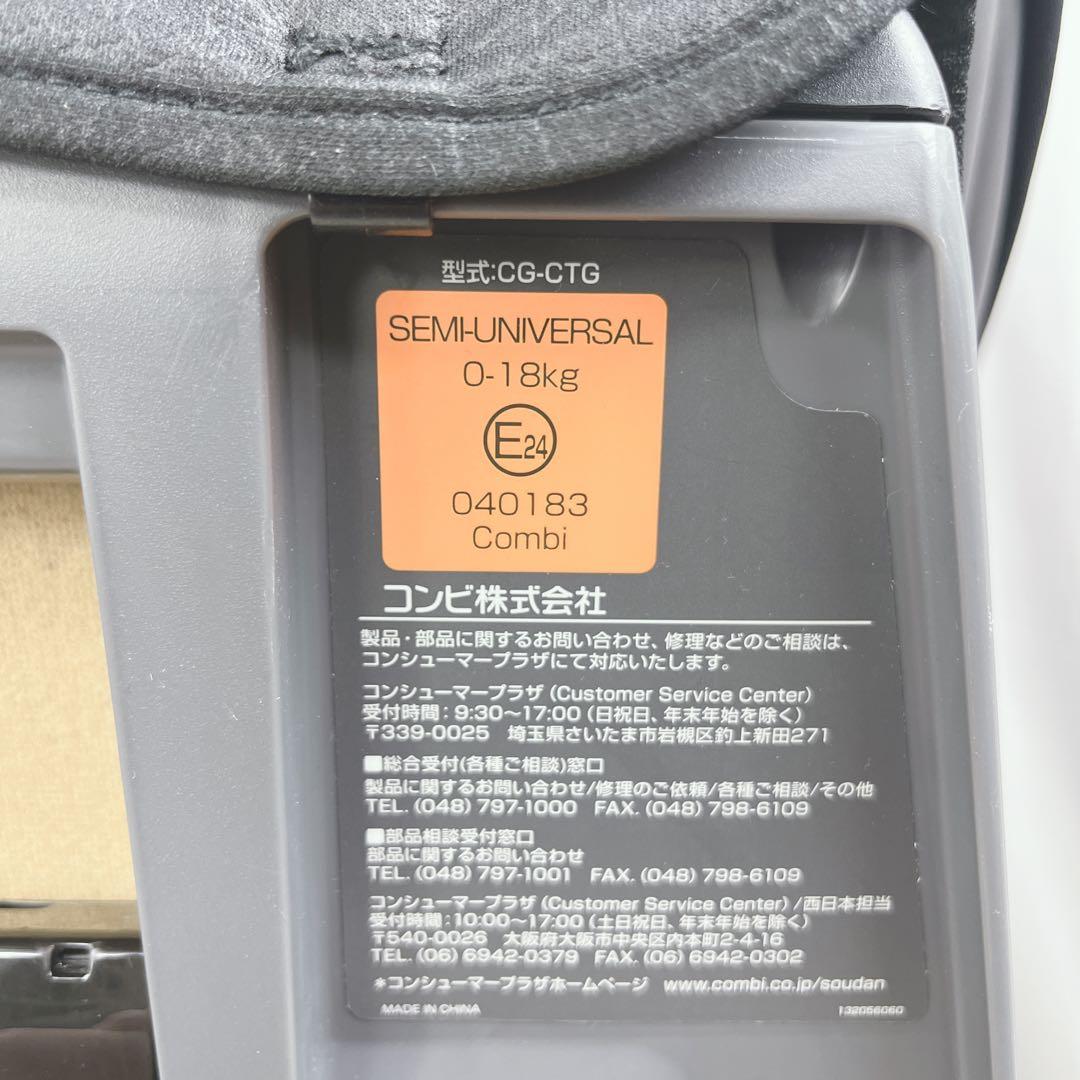 型式:CG-CTG
SEMI-UNIVERSAL
0-18kg
E24
040183
Combi
コンビ株式会社
製品・部品に関するお問い合わせ、修理などのご相談は、
コンシューマープラザにて対応いたします。
コンシューマープラザ (Customer Service Center)
受付時間：9:30〜17:00 (日祝日、年末年始を除く)
〒339-0025 埼玉県さいたま市岩槻区釣上新田271
■総合受付(各種ご相談)窓口
製品に関するお問い合わせ/修理のご依頼/各種ご相談/その他
TEL. (048) 797-1000 FAX. (048) 798-6109
■部品相談受付窓口
部品に関するお問い合わせ
TEL. (048) 797-1001 FAX. (048) 798-6109
コンシューマープラザ (Customer Service Center) /西日本担当
受付時間：10:00〜17:00 (土日祝日、年末年始を除く)
〒540-0026 大阪府大阪市中央区内本町2-4-16
TEL. (06) 6942-0379 FAX. (06) 6942-0302
*コンシューマープラザホームページ www.combi.co.jp/soudan
MADE IN CHINA 132056060